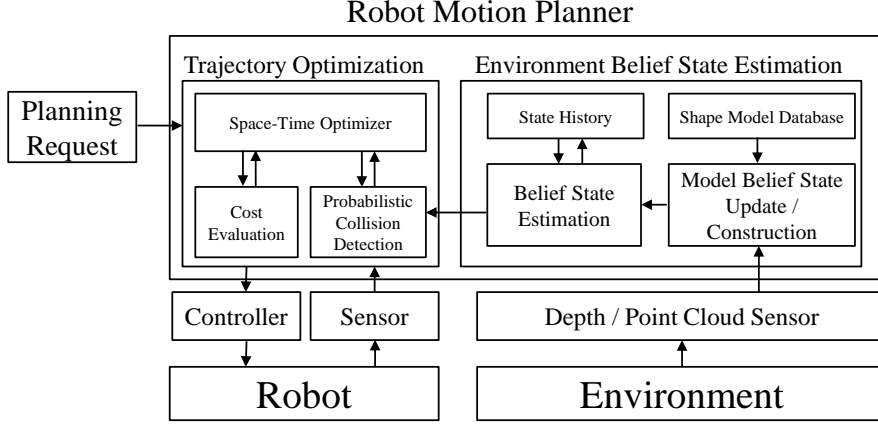 Robot Motion Planner
Trajectory Optimization
Environment Belief State Estimation
Planning
Request
Space-Time Optimizer
State History
Shape Model Database
Cost
Evaluation
Probabilistic
Collision
Detection
Belief State
Estimation
Model Belief State
Update /
Construction
Controller
Sensor
Depth / Point Cloud Sensor
Robot
Environment